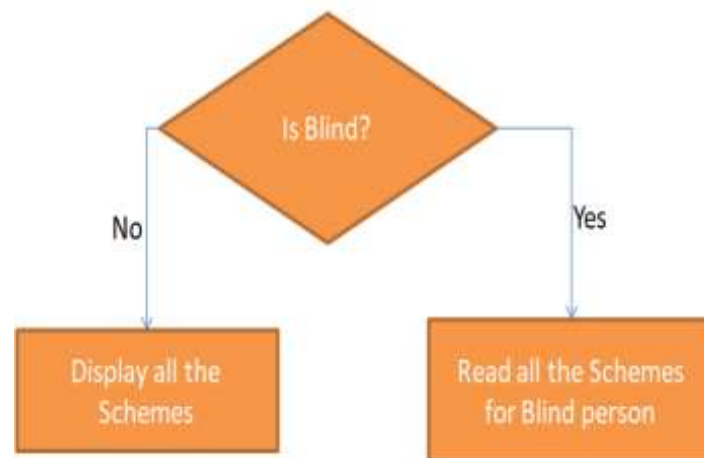 Is Blind?
No
Yes
Display all the
Schemes
Read all the Schemes
for Blind person